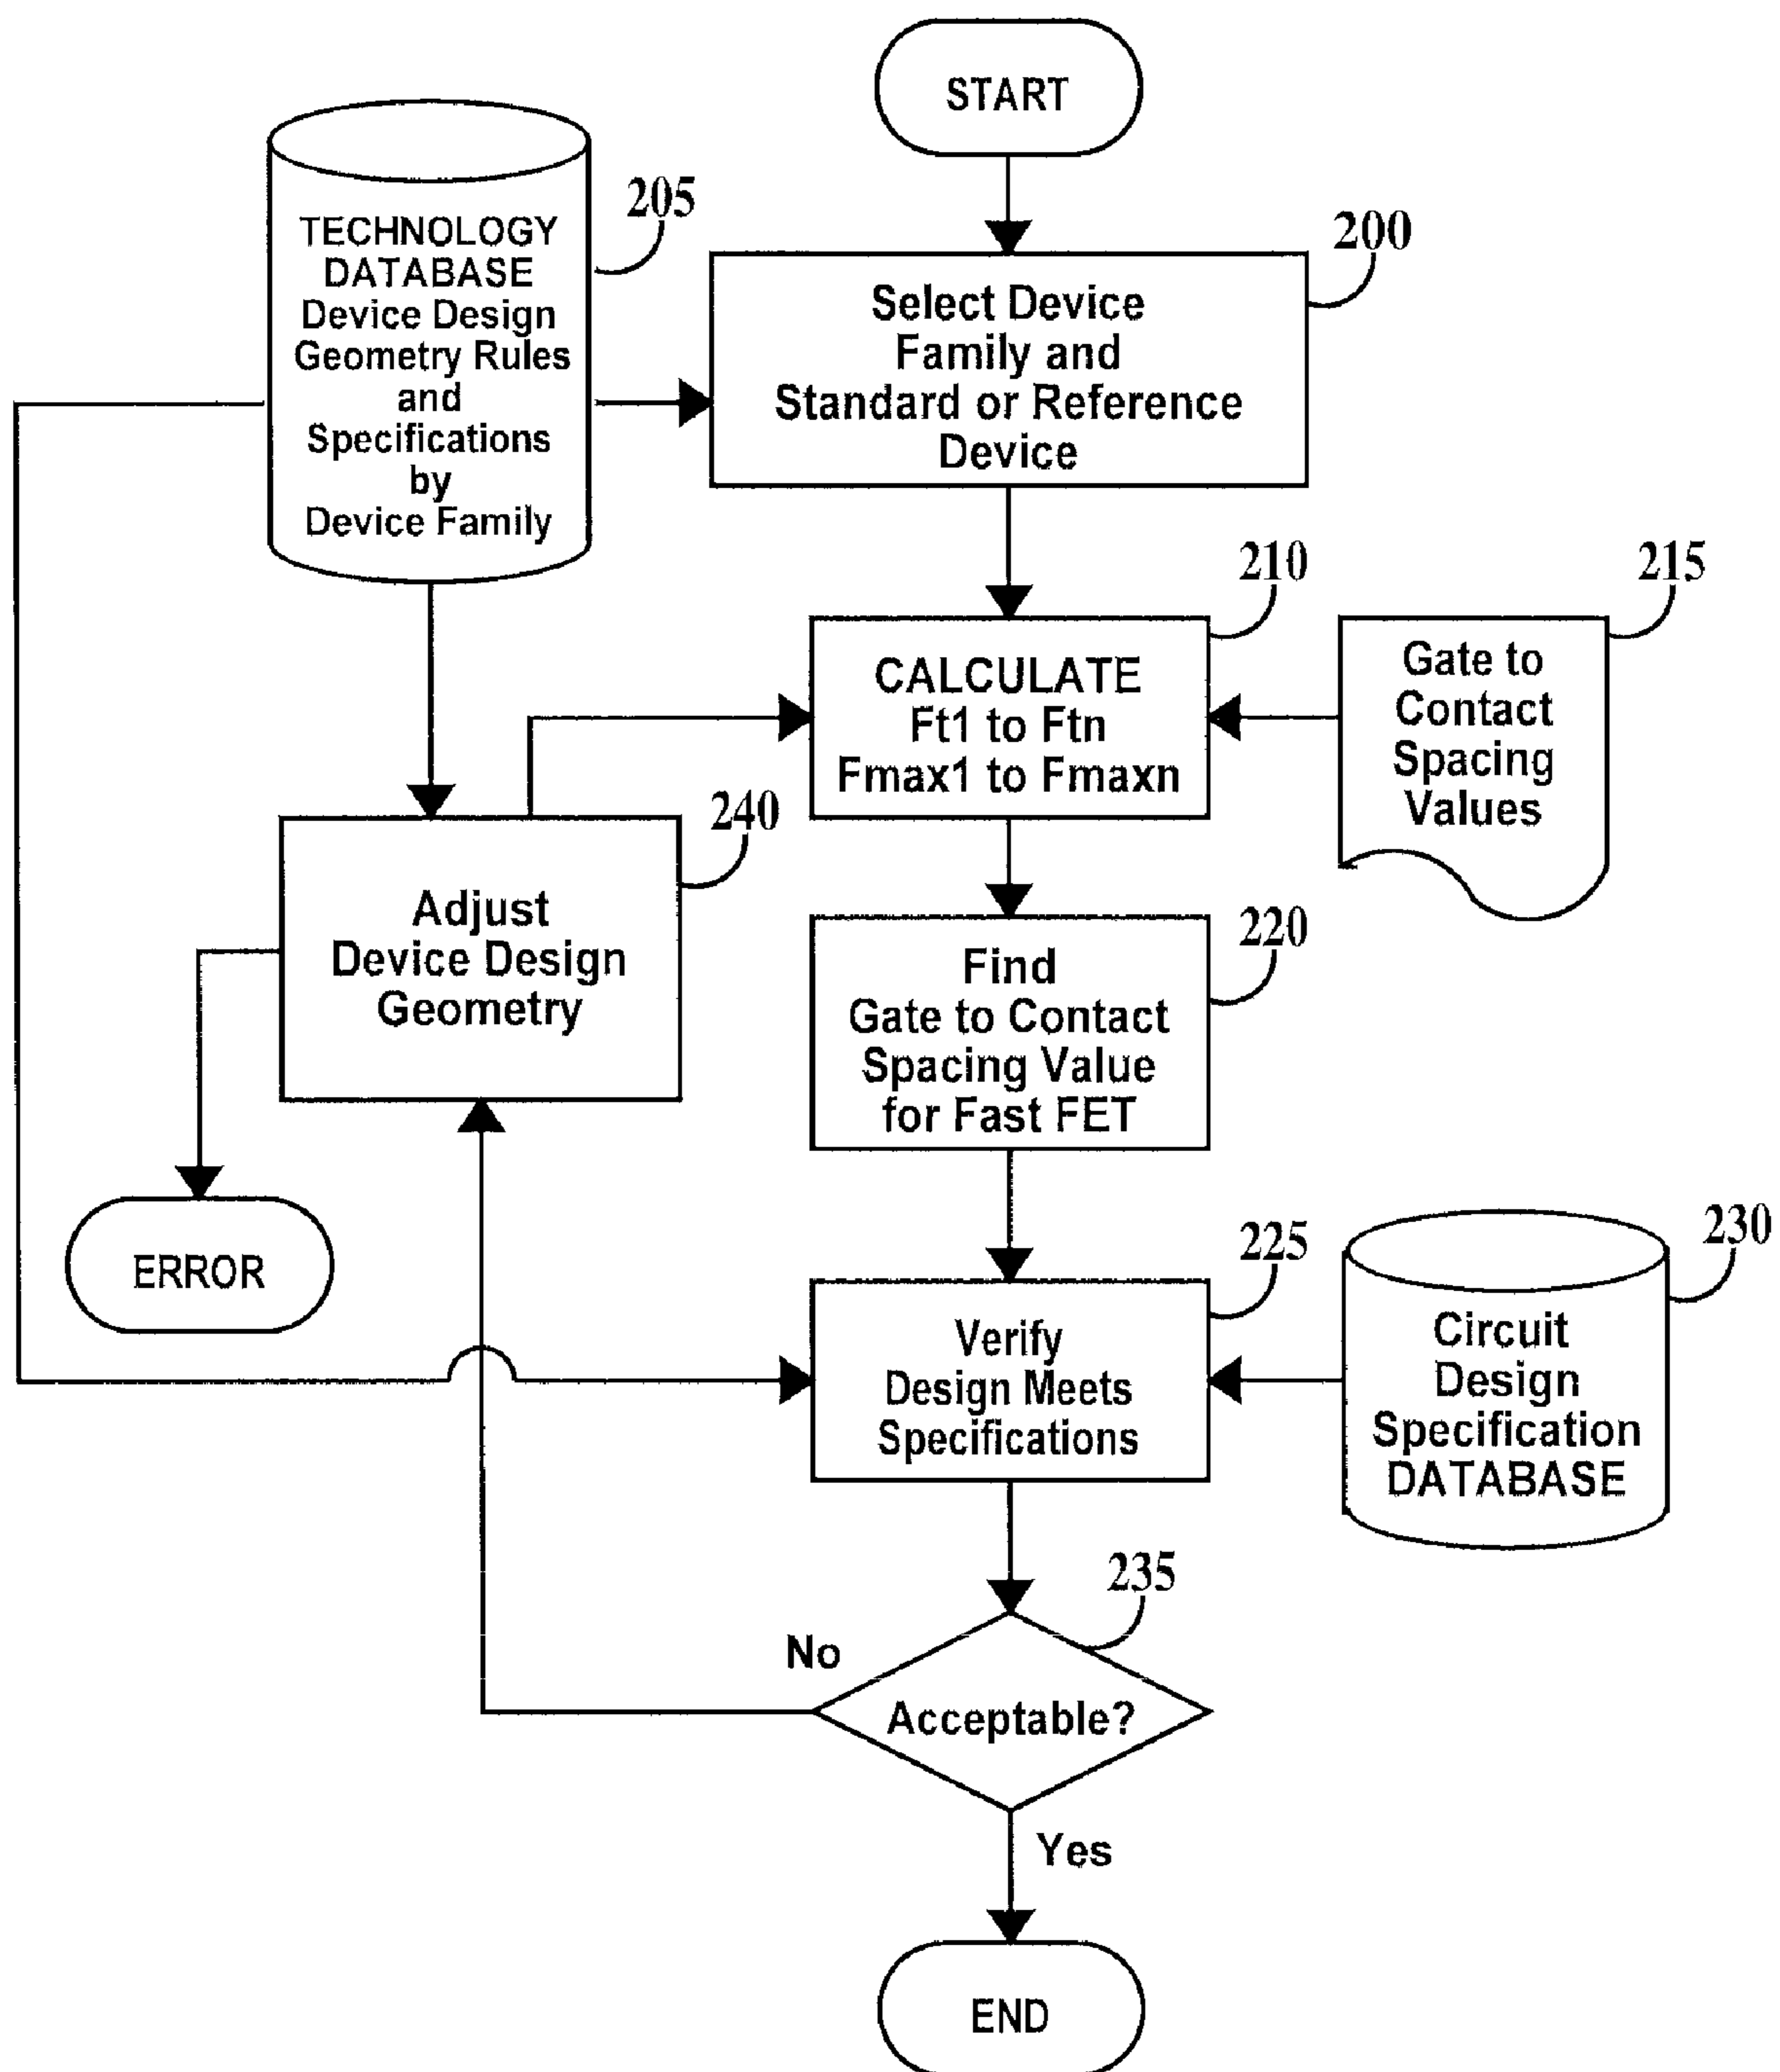 START
205
TECHNOLOGY
DATABASE
Device Design
Geometry Rules
and
Specifications
by
Device Family
200
Select Device
Family and
Standard or Reference
Device
210
CALCULATE
Ft1 to Ftn
Fmax1 to Fmaxn
215
Gate to
Contact
Spacing
Values
240
Adjust
Device Design
Geometry
220
Find
Gate to Contact
Spacing Value
for Fast FET
ERROR
225
Verify
Design Meets
Specifications
230
Circuit
Design
Specification
DATABASE
235
No
Acceptable?
Yes
END